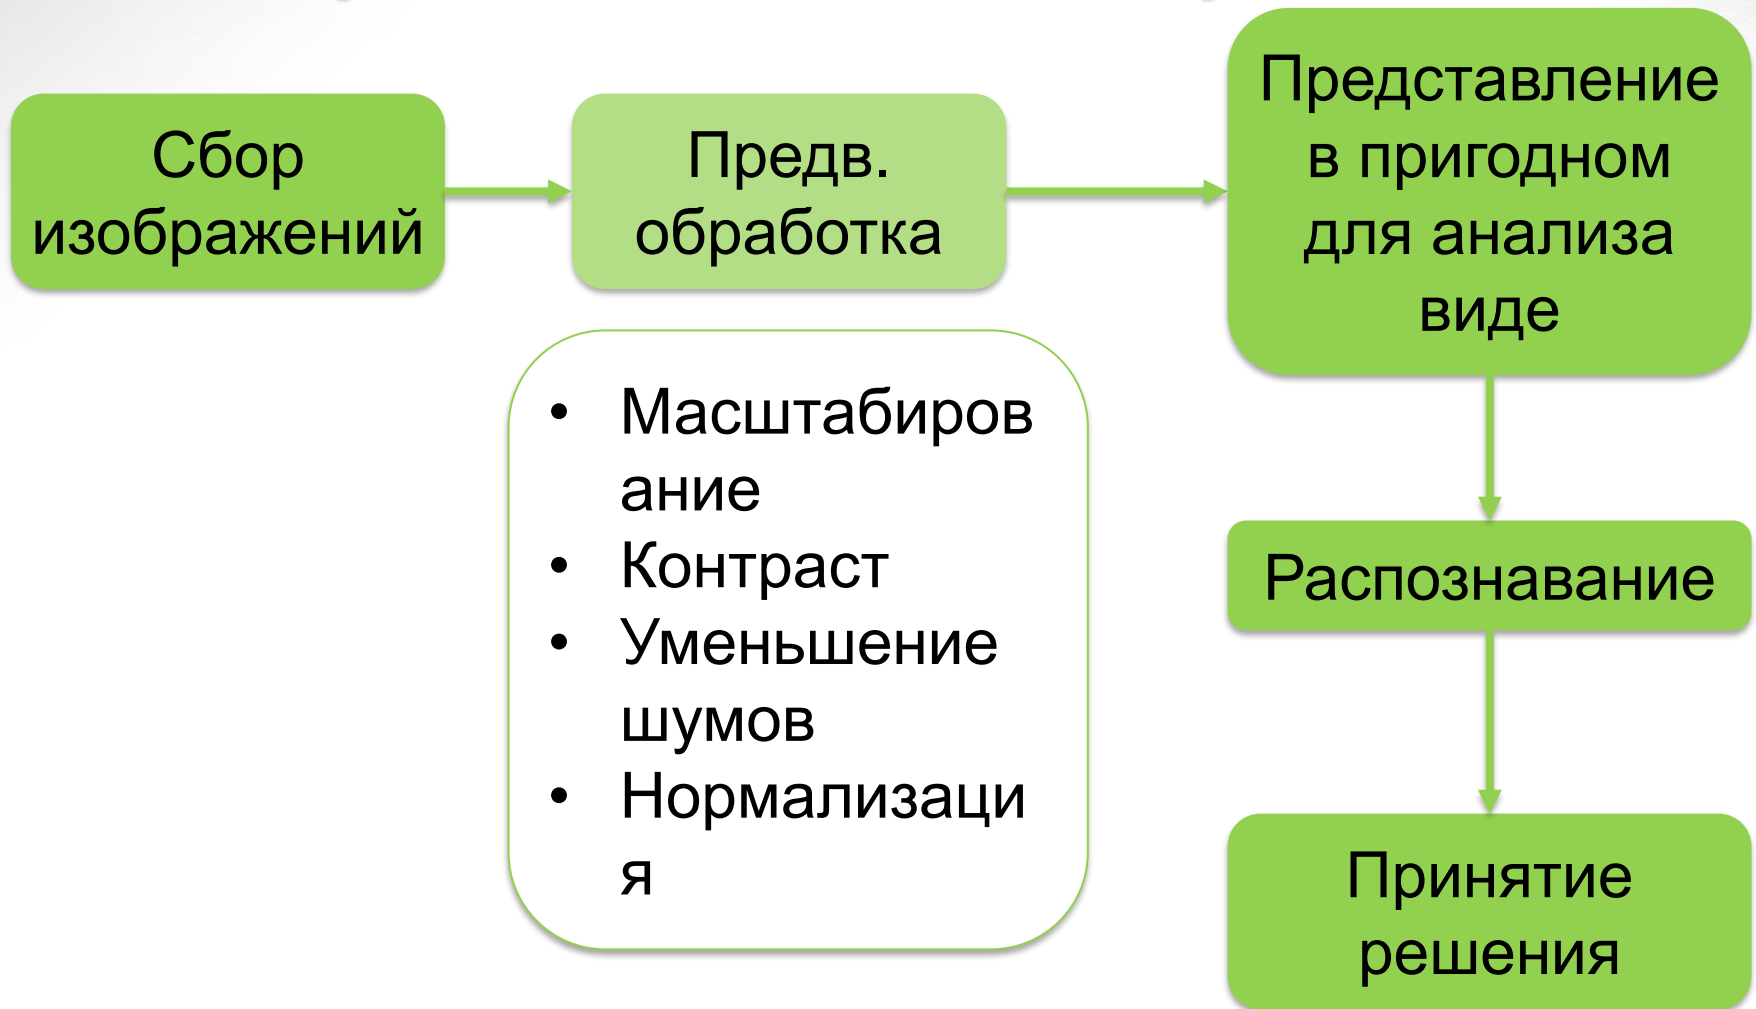 Сбор
изображений
Предв.
обработка
Представление
в пригодном
для анализа
виде
• Масштабиров
ание
• Контраст
• Уменьшение
шумов
• Нормализаци
я
Распознавание
Принятие
решения